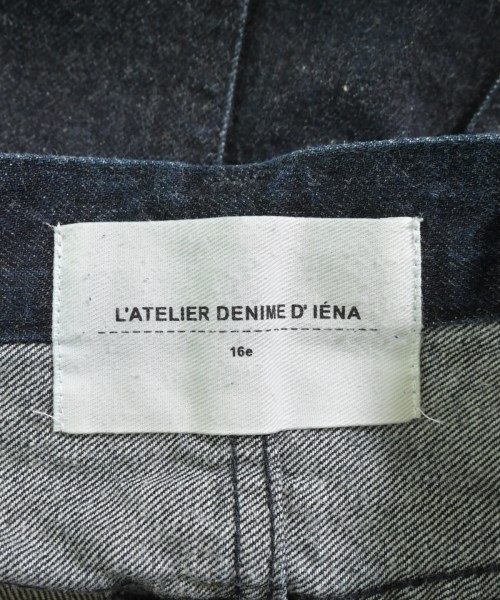 L'ATELIER DENIME D' IÉNA
16e